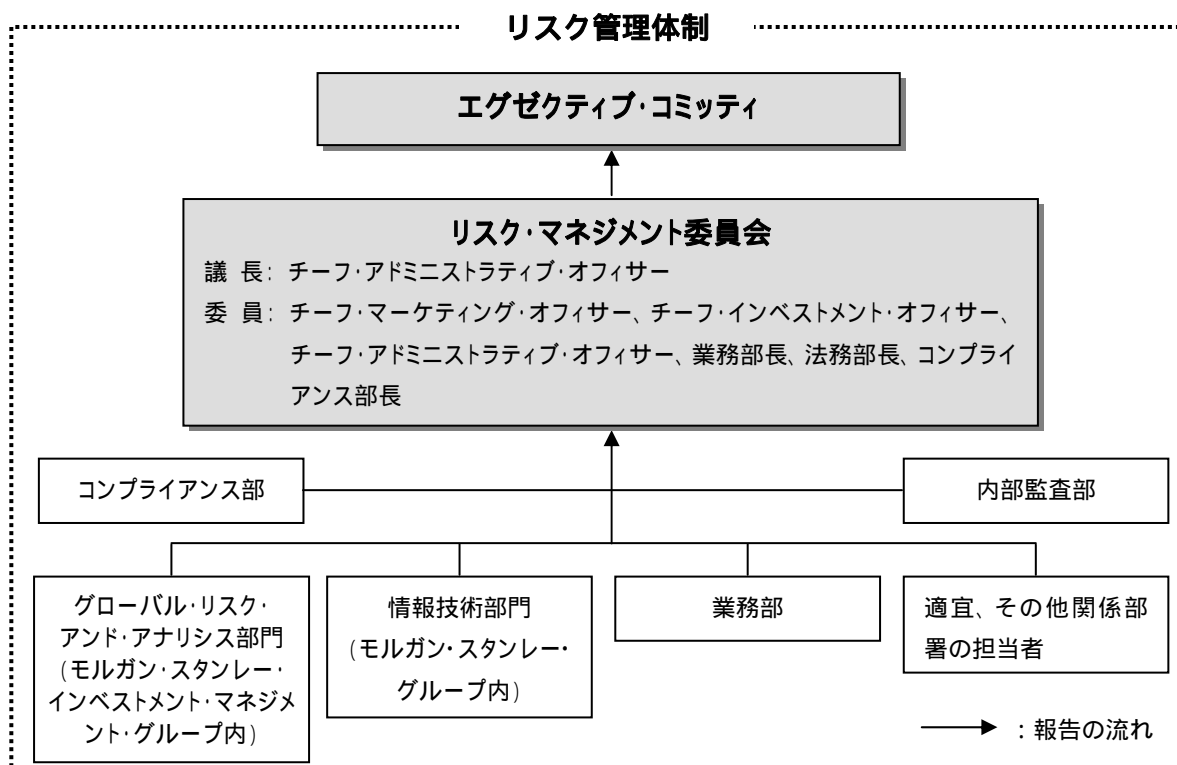 リスク管理体制
エグゼクティブ・コミッティ
リスク・マネジメント委員会
議 長: チーフ・アドミニストラティブ・オフィサー
委 員: チーフ・マーケティング・オフィサー、チーフ・インベストメント・オフィサー、
チーフ・アドミニストラティブ・オフィサー、業務部長、法務部長、コンプライ
アンス部長
コンプライアンス部
内部監査部
グローバル・リスク・
アンド・アナリシス部門
(モルガン・スタンレー・
インベストメント・マネジメ
ント・グループ内)
情報技術部門
(モルガン・スタンレー・
グループ内)
業務部
適宜、その他関係部
署の担当者
:報告の流れ